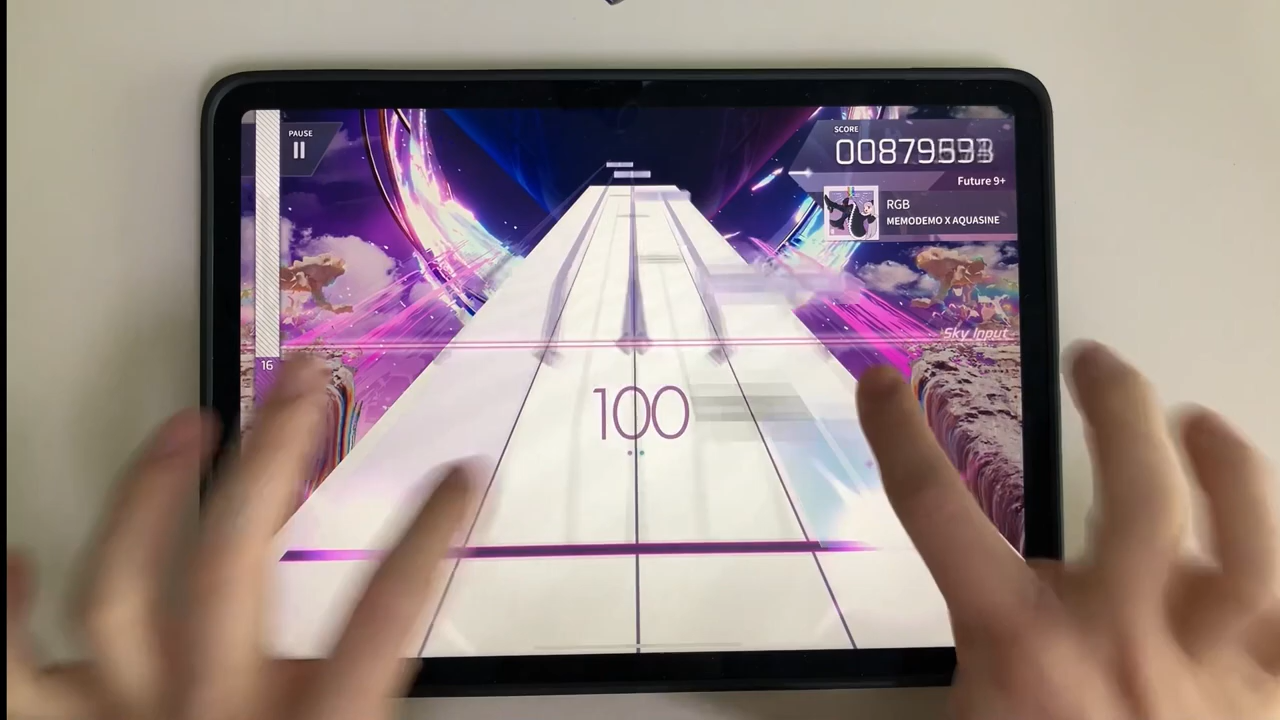 PAUSE
SCORE
Future 9+
RGB
MEMODEMO X AQUASINE
Sky Input
16
100